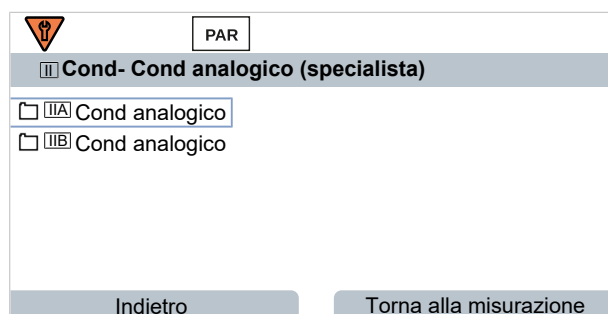 PAR
II Cond- Cond analogico (specialista)
IIA Cond analogico
IIB Cond analogico
Indietro
Torna alla misurazione